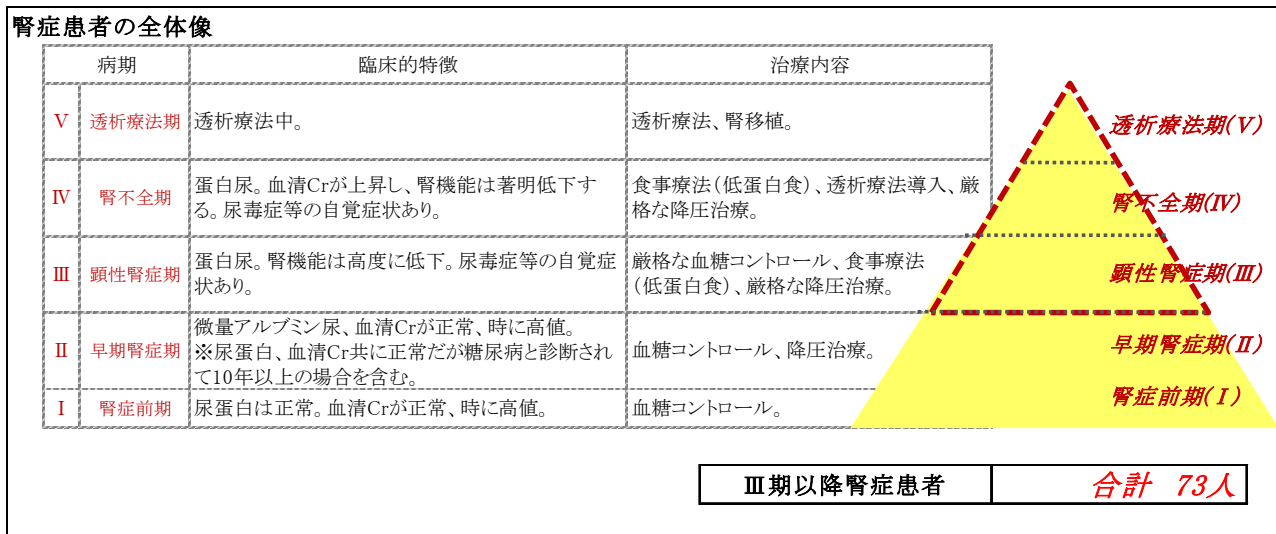 腎症患者の全体像
病期 臨床的特徴 治療内容
Ⅴ 透析療法期 透析療法中。 透析療法、腎移植。
Ⅳ 腎不全期 蛋白尿。血清Crが上昇し、腎機能は著明低下す
る。尿毒症等の自覚症状あり。
食事療法(低蛋白食)、透析療法導入、厳
格な降圧治療。
Ⅲ 顕性腎症期 蛋白尿。腎機能は高度に低下。尿毒症等の自覚症
状あり。
厳格な血糖コントロール、食事療法
(低蛋白食)、厳格な降圧治療。
Ⅱ 早期腎症期 微量アルブミン尿、血清Crが正常、時に高値。
※尿蛋白、血清Cr共に正常だが糖尿病と診断され
て10年以上の場合を含む。
血糖コントロール、降圧治療。
Ⅰ 腎症前期 尿蛋白は正常。血清Crが正常、時に高値。 血糖コントロール。
透析療法期(Ⅴ)
腎不全期(Ⅳ)
顕性腎症期(Ⅲ)
早期腎症期(Ⅱ)
腎症前期(Ⅰ)
Ⅲ期以降腎症患者 合計 73人